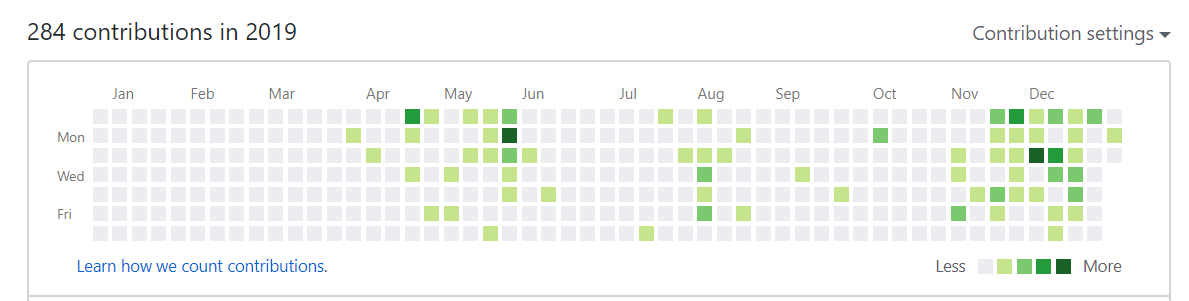 284 contributions in 2019
Contribution settings
Jan Feb Mar Apr May Jun Jul Aug Sep Oct Nov Dec
Mon
Wed
Fri
Learn how we count contributions.
Less More